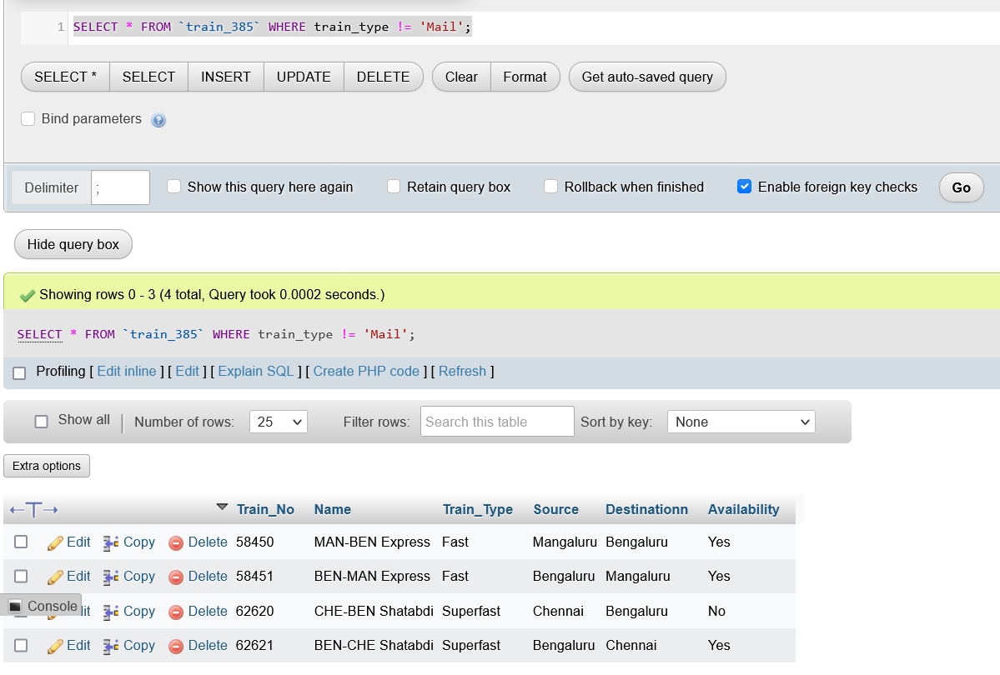 1 SELECT * FROM `train_385` WHERE train_type != 'Mail';
SELECT * SELECT INSERT UPDATE DELETE Clear Format Get auto-saved query
Bind parameters
Delimiter ; Show this query here again Retain query box Rollback when finished Enable foreign key checks Go
Hide query box
Showing rows 0 - 3 (4 total, Query took 0.0002 seconds.)
SELECT * FROM `train_385` WHERE train_type != 'Mail';
Profiling [ Edit inline ] [ Edit ] [ Explain SQL ] [ Create PHP code ] [ Refresh ]
Show all Number of rows: 25 Filter rows: Search this table Sort by key: None
Extra options
Train_No Name Train_Type Source Destinationn Availability
Edit Copy Delete 58450 MAN-BEN Express Fast Mangaluru Bengaluru Yes
Edit Copy Delete 58451 BEN-MAN Express Fast Bengaluru Mangaluru Yes
Console Copy Delete 62620 CHE-BEN Shatabdi Superfast Chennai Bengaluru No
Edit Copy Delete 62621 BEN-CHE Shatabdi Superfast Bengaluru Chennai Yes